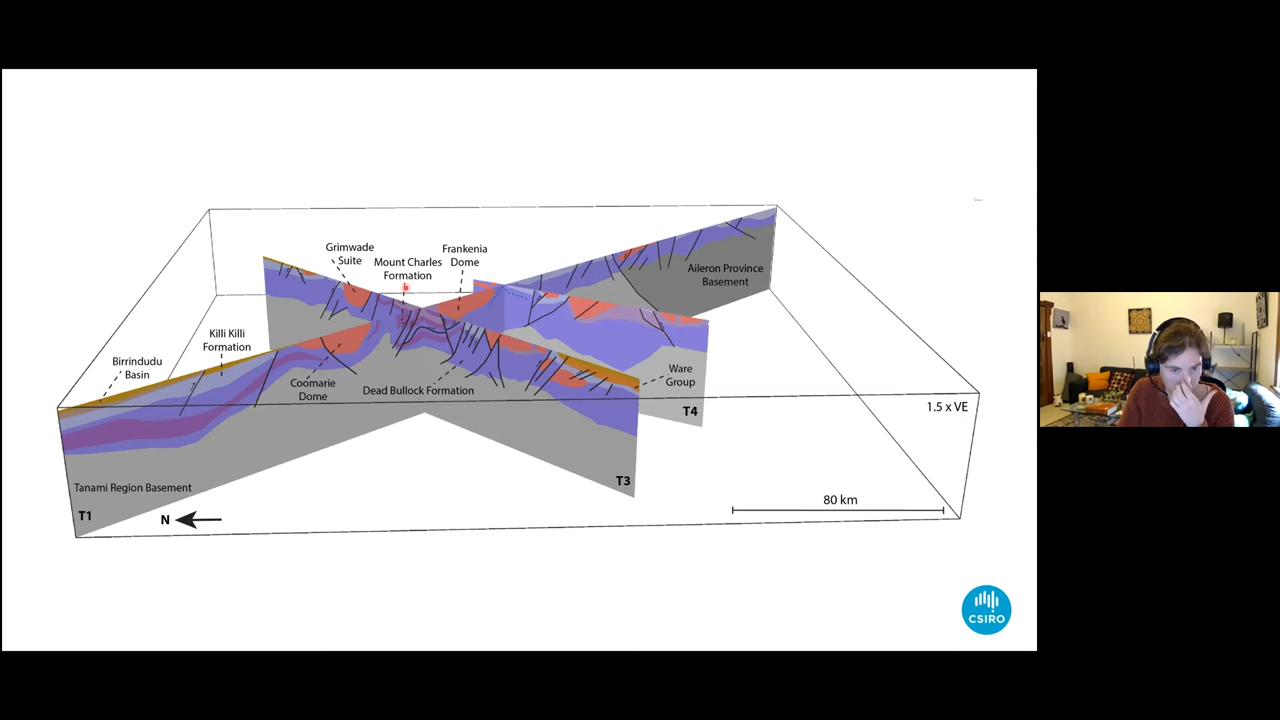 Grimwade
Suite
Mount Charles
Formation
Frankenia
Dome
Aileron Province
Basement
Killi Killi
Formation
Birrindudu
Basin
Coomarie
Dome
Dead Bullock Formation
Ware
Group
T4
1.5 x VE
Tanami Region Basement
T3
T1
N
80 km
CSIRO